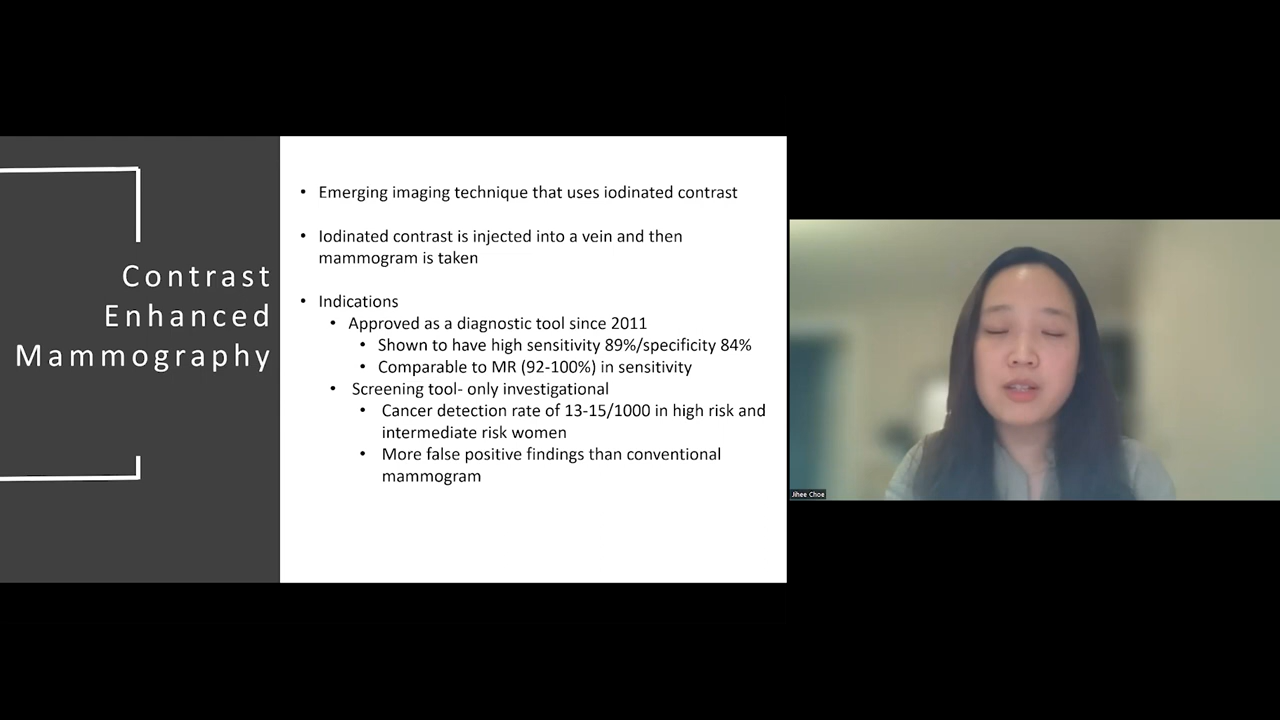 Contrast
Enhanced
Mammography
• Emerging imaging technique that uses iodinated contrast
• Iodinated contrast is injected into a vein and then
mammogram is taken
• Indications
• Approved as a diagnostic tool since 2011
• Shown to have high sensitivity 89%/specificity 84%
• Comparable to MR (92-100%) in sensitivity
• Screening tool- only investigational
• Cancer detection rate of 13-15/1000 in high risk and
intermediate risk women
• More false positive findings than conventional
mammogram
Jihee Choe